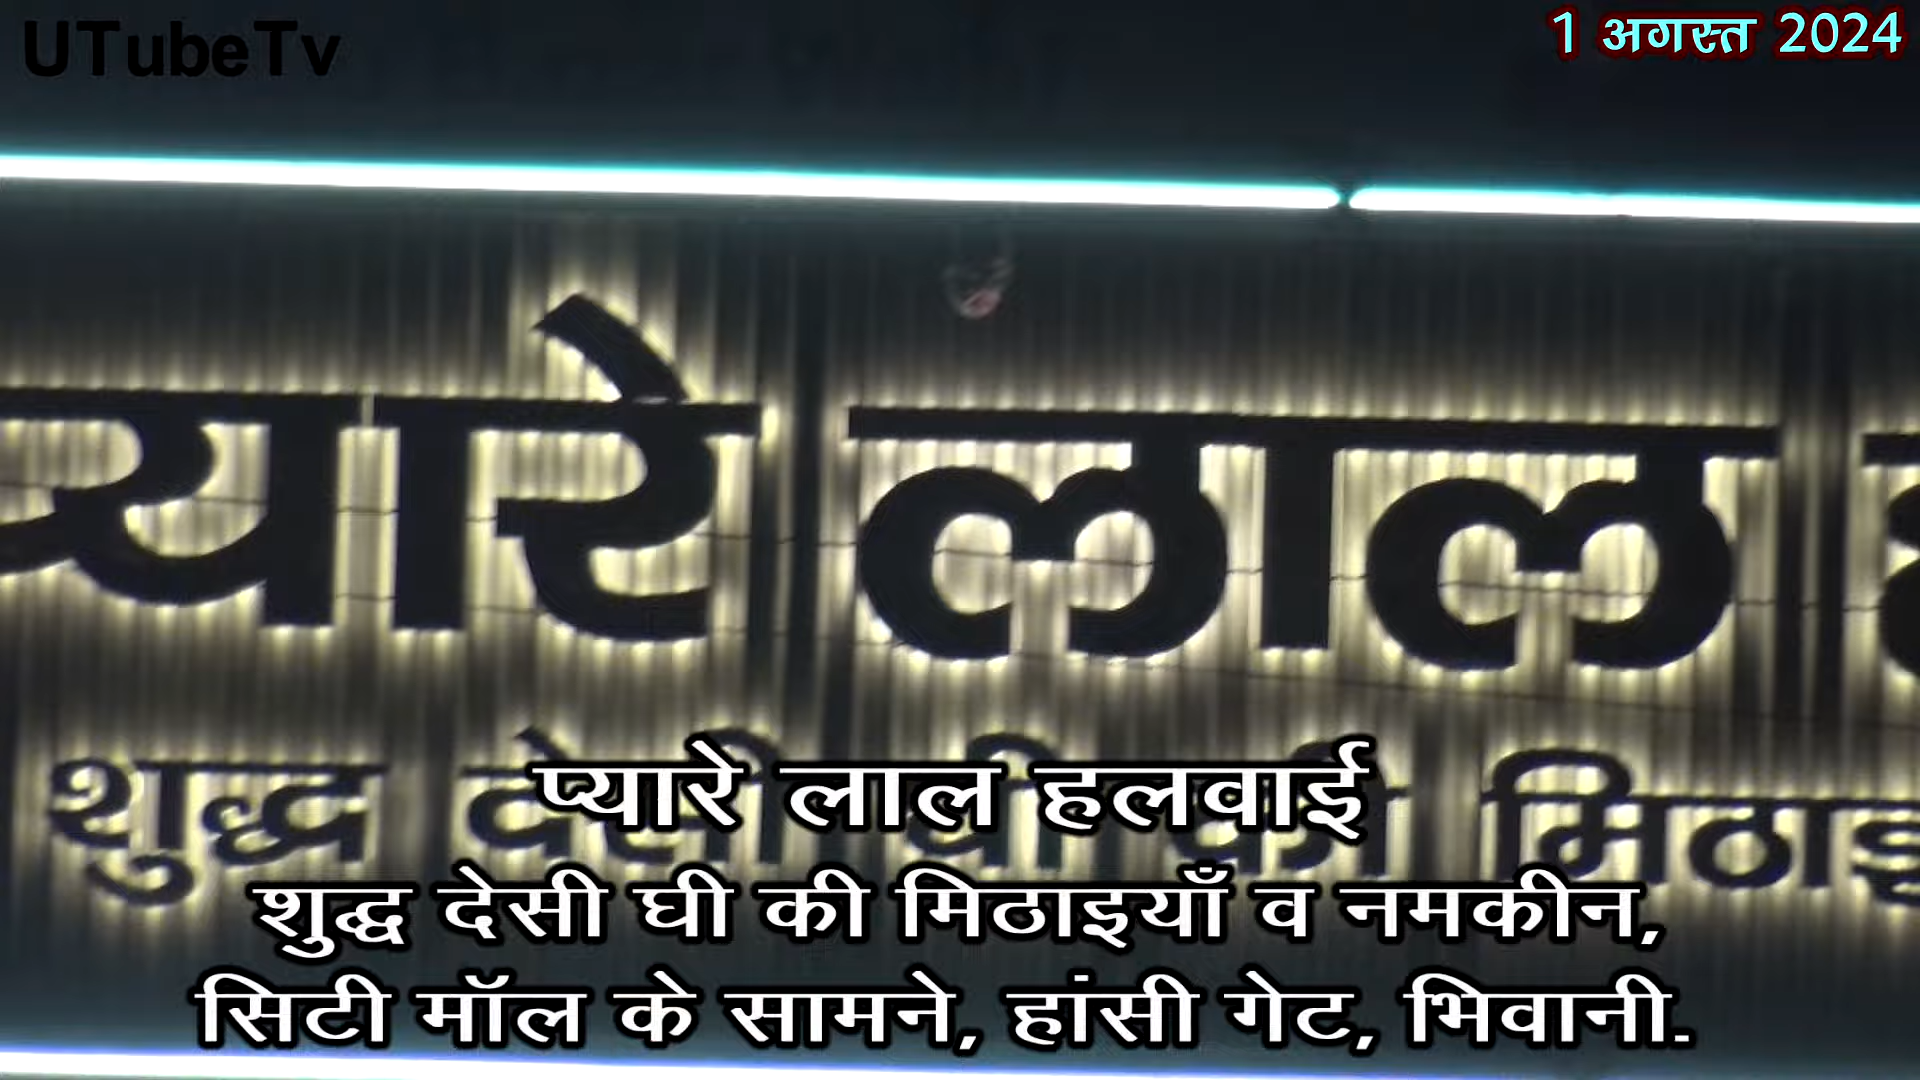 UTubeTv
1 अगस्त 2024
प्यारे लाल
शुद्ध देसी घी की मिठाइ
प्यारे लाल हलवाई
शुद्ध देसी घी की मिठाइयाँ व नमकीन,
सिटी मॉल के सामने, हांसी गेट, भिवानी.